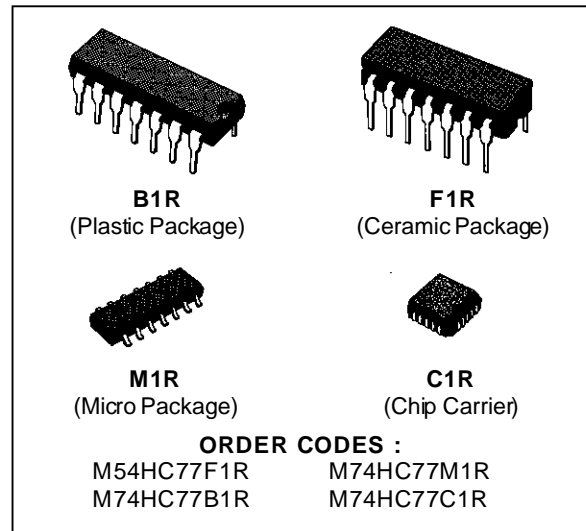 B1R
(Plastic Package)
F1R
(Ceramic Package)
M1R
(Micro Package)
C1R
(Chip Carrier)
ORDER CODES :
M54HC77F1R M74HC77M1R
M74HC77B1R M74HC77C1R